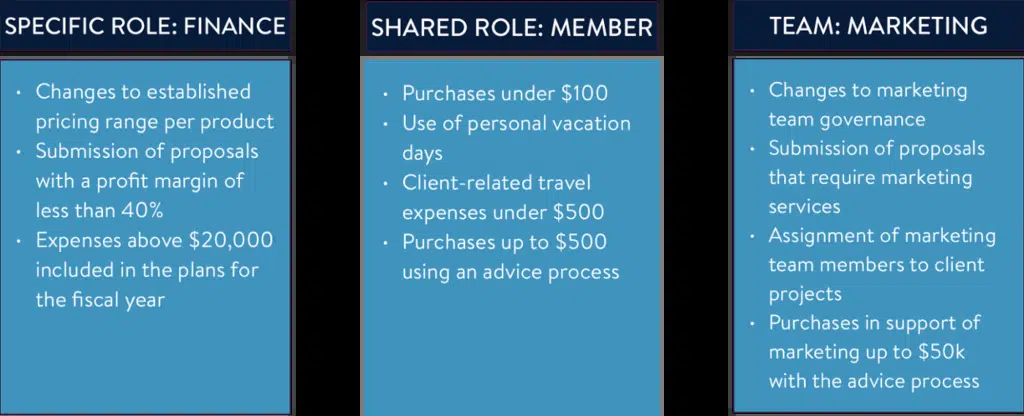 SPECIFIC ROLE: FINANCE
• Changes to established
pricing range per product
• Submission of proposals
with a profit margin of
less than 40%
• Expenses above $20,000
included in the plans for
the fiscal year
SHARED ROLE: MEMBER
• Purchases under $100
• Use of personal vacation
days
• Client-related travel
expenses under $500
• Purchases up to $500
using an advice process
TEAM: MARKETING
• Changes to marketing
team governance
• Submission of proposals
that require marketing
services
• Assignment of marketing
team members to client
projects
• Purchases in support of
marketing up to $50k
with the advice process